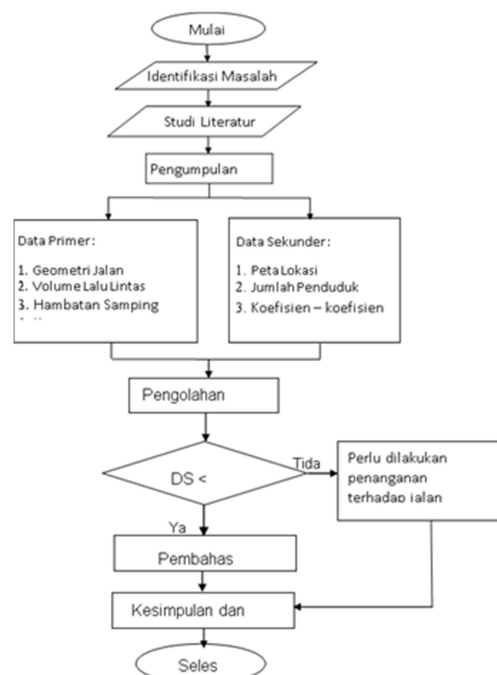 Mulai
Identifikasi Masalah
Studi Literatur
Pengumpulan
Data Primer:
1. Geometri Jalan
2. Volume Lalu Lintas
3. Hambatan Samping
Data Sekunder:
1. Peta Lokasi
2. Jumlah Penduduk
3. Koefisien – koefisien
Pengolahan
DS <
Tida
Perlu dilakukan
penanganan
terhadap jalan
Ya
Pembahas
Kesimpulan dan
Seles